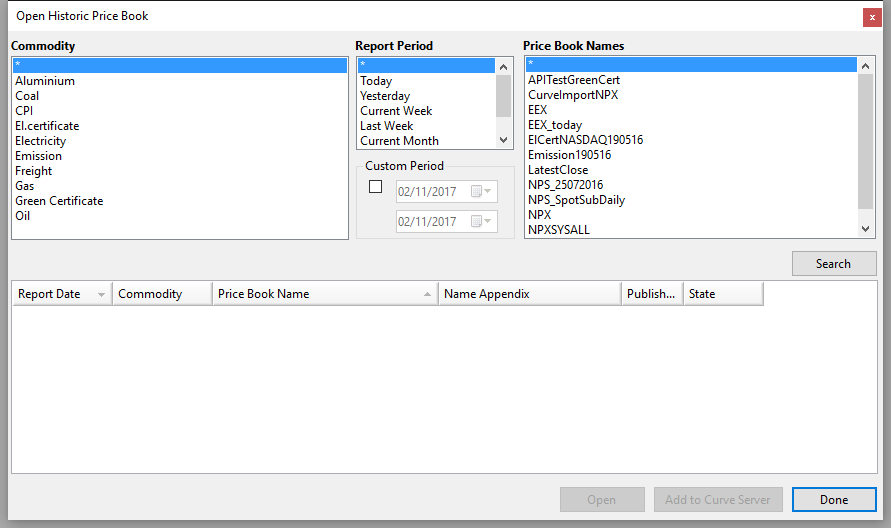 Open Historic Price Book
x
Commodity
*
Aluminium
Coal
CPI
El.certificate
Electricity
Emission
Freight
Gas
Green Certificate
Oil
Report Period
*
Today
Yesterday
Current Week
Last Week
Current Month
Custom Period
02/11/2017
02/11/2017
Price Book Names
*
APITestGreenCert
CurveImportNPX
EEX
EEX_today
ElCertNASDAQ190516
Emission190516
LatestClose
NPS_25072016
NPS_SpotSubDaily
NPX
NPXSYSALL
Search
Report Date Commodity Price Book Name Name Appendix Publish... State
Open Add to Curve Server Done